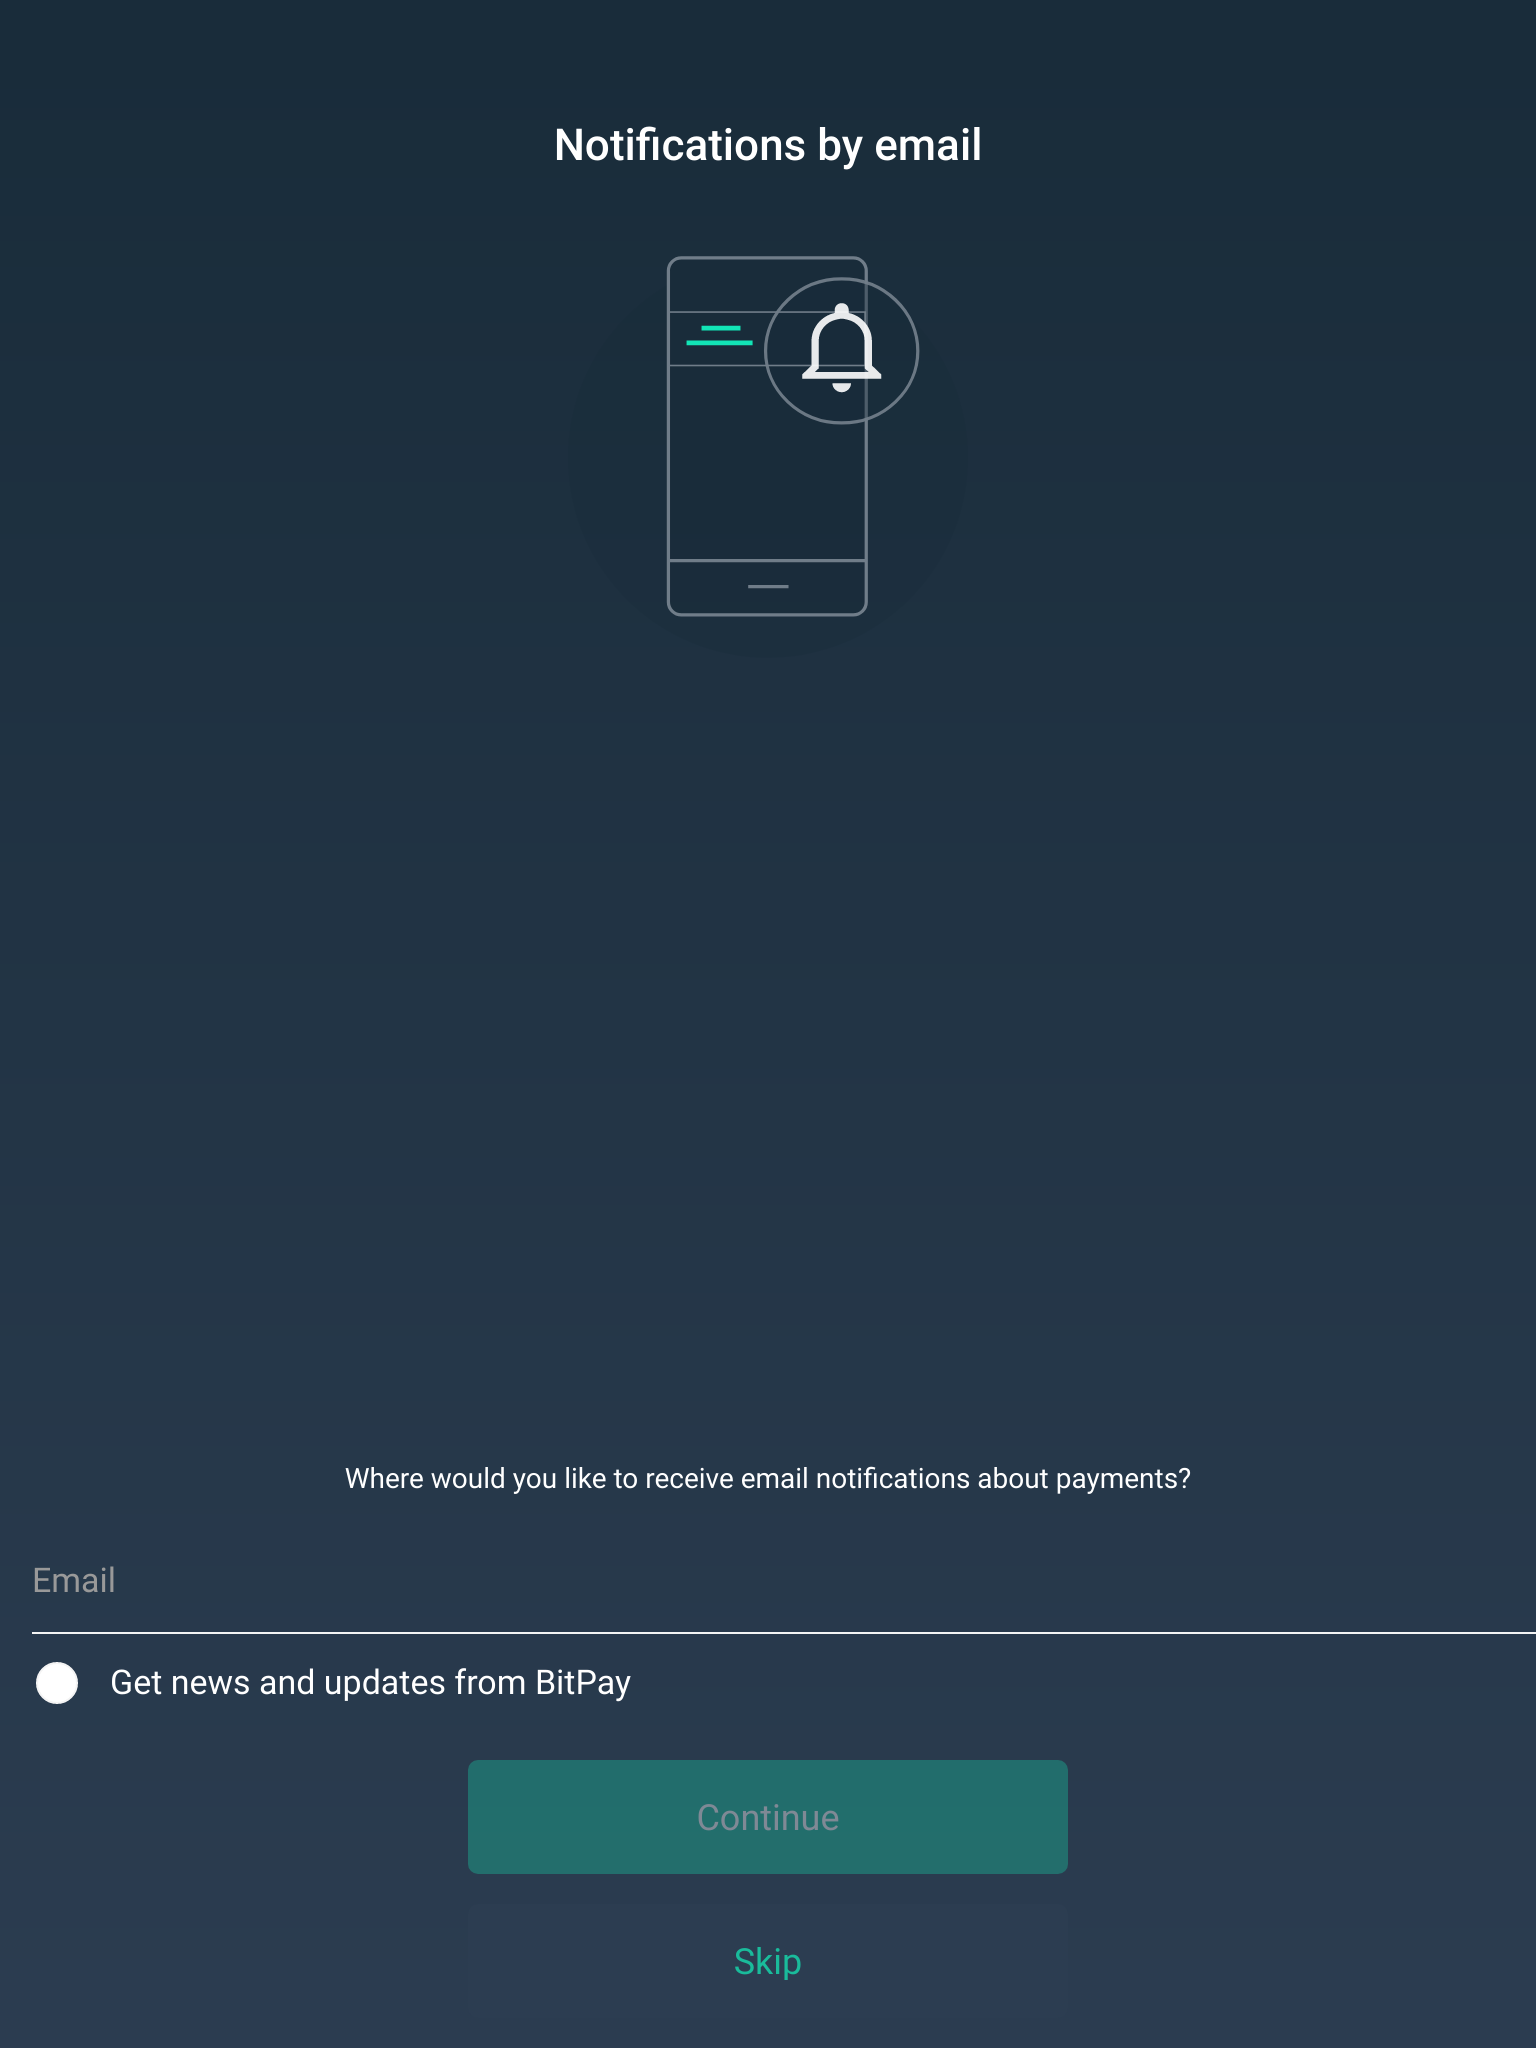 Notifications by email
Where would you like to receive email notifications about payments?
Email
Get news and updates from BitPay
Continue
Skip